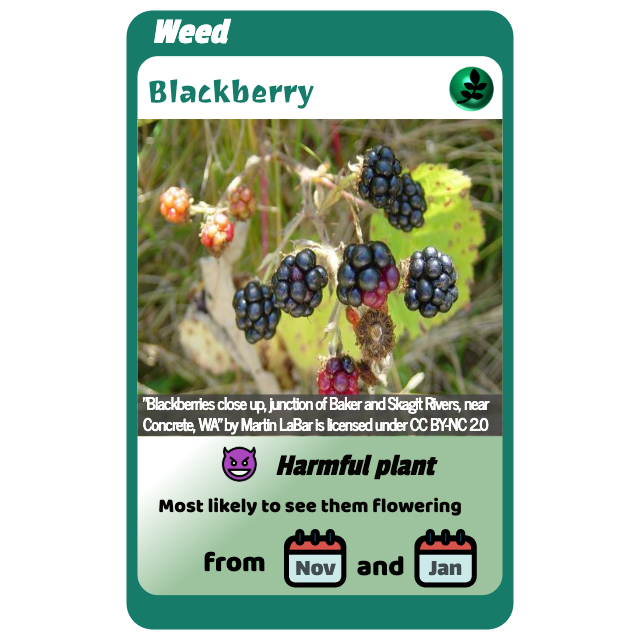 Weed
Blackberry
"Blackberries close up, junction of Baker and Skagit Rivers, near
Concrete, WA" by Martin LaBar is licensed under CC BY-NC 2.0
Harmful plant
Most likely to see them flowering
from Nov and Jan